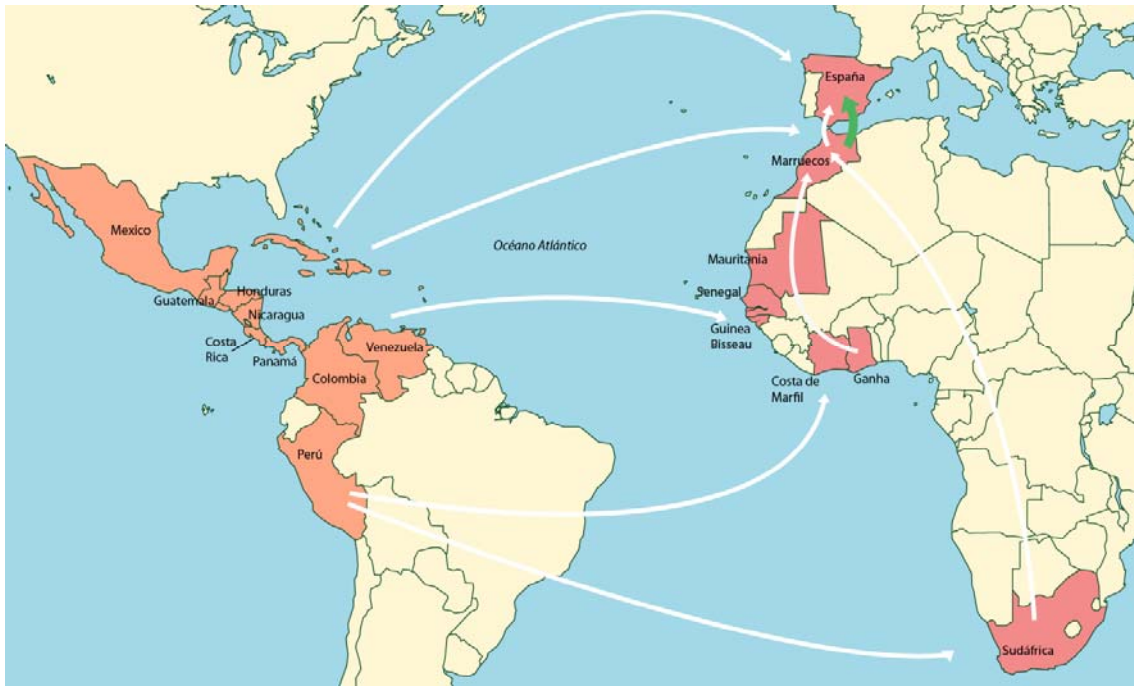 España
Marruecos
Mexico
Océano Atlántico
Mauritania
Honduras
Senegal
Guatemala
Nicaragua
Guinea
Bisseau
Costa
Rica
Venezuela
Panamá
Colombia
Costa de
Marfil
Ganha
Perú
Sudáfrica